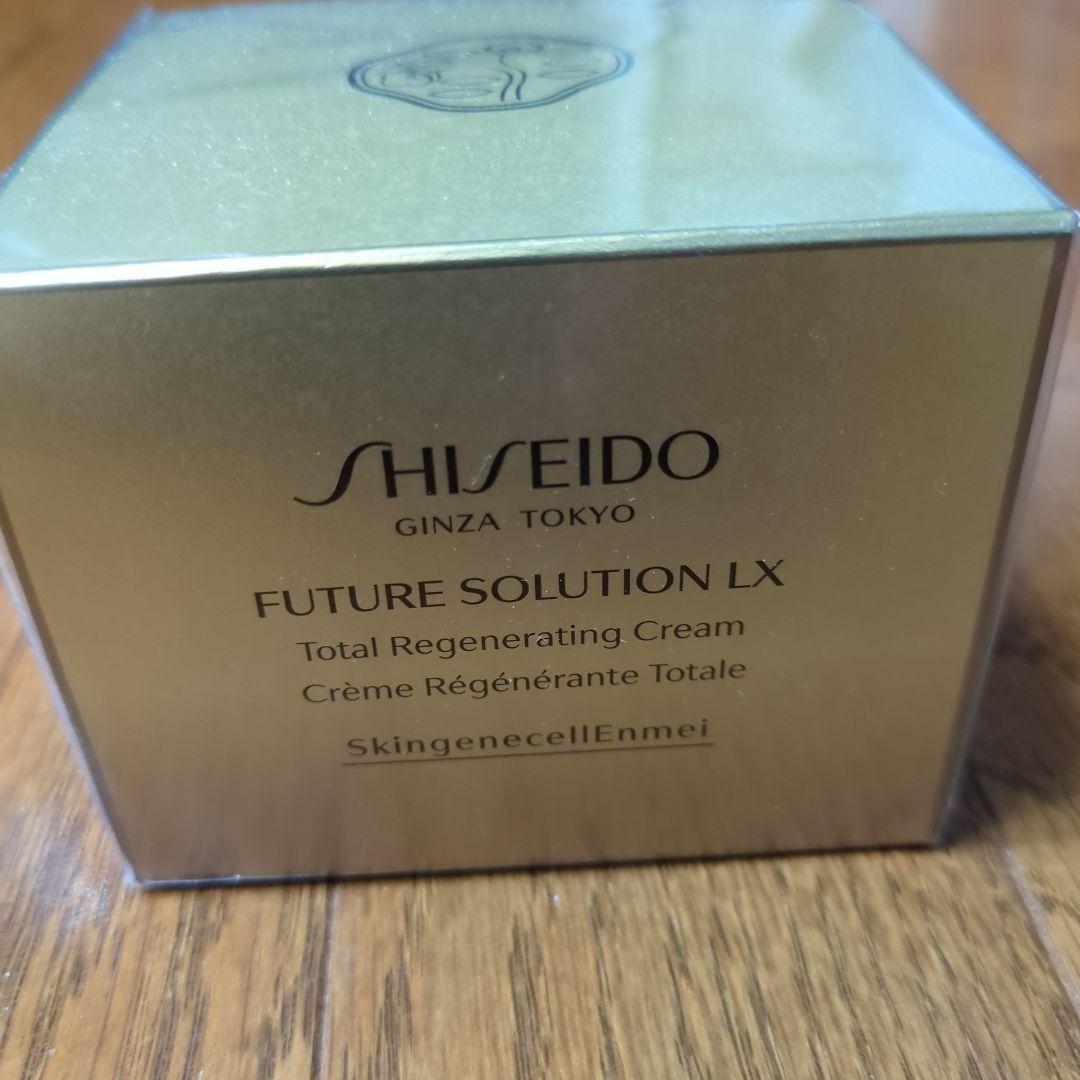 SHISEIDO
GINZA TOKYO
FUTURE SOLUTION LX
Total Regenerating Cream
Crème Régénérante Totale
SkingenecellEnmei